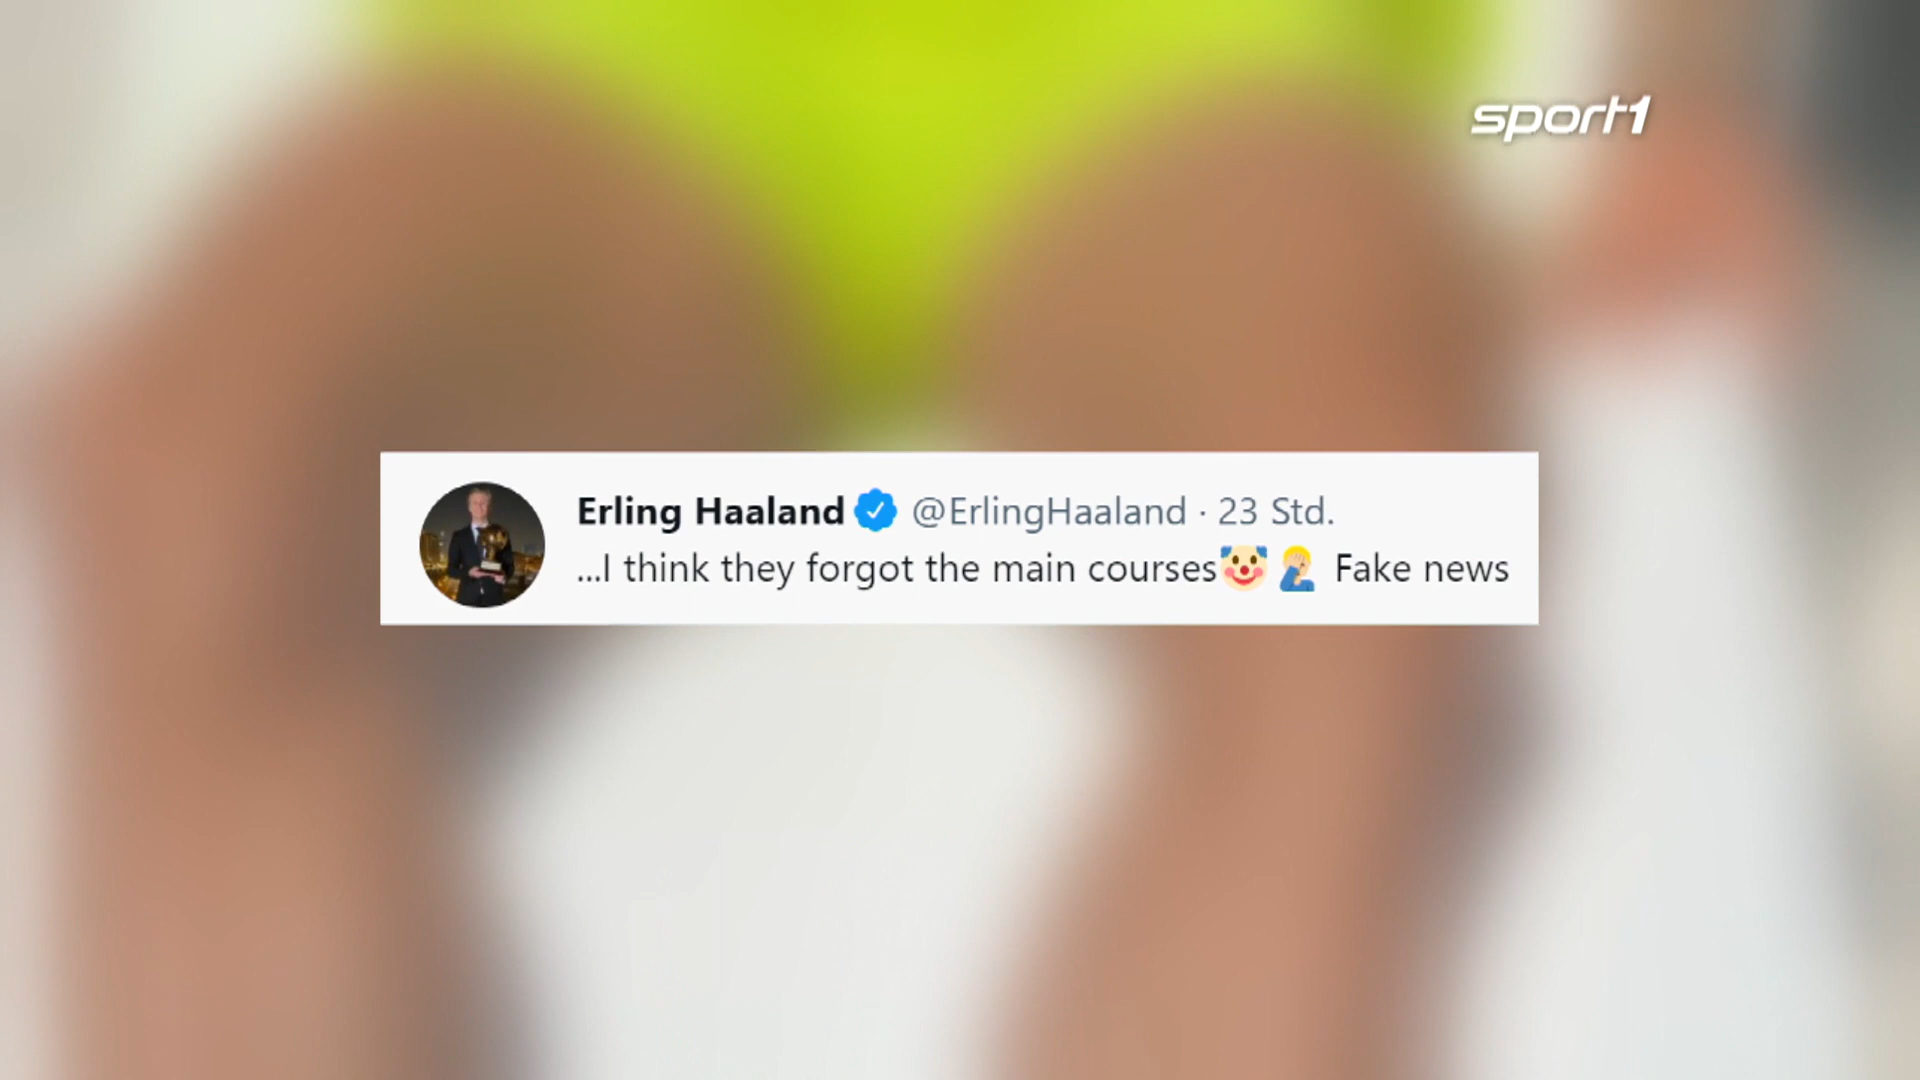 sport1
Erling Haaland @ErlingHaaland · 23 Std.
...I think they forgot the main courses🤡🤦🏼‍♂️ Fake news